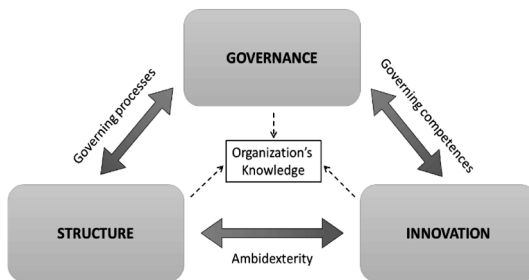 GOVERNANCE
Governing processes
Governing competences
Organization's
Knowledge
STRUCTURE
INNOVATION
Ambidexterity